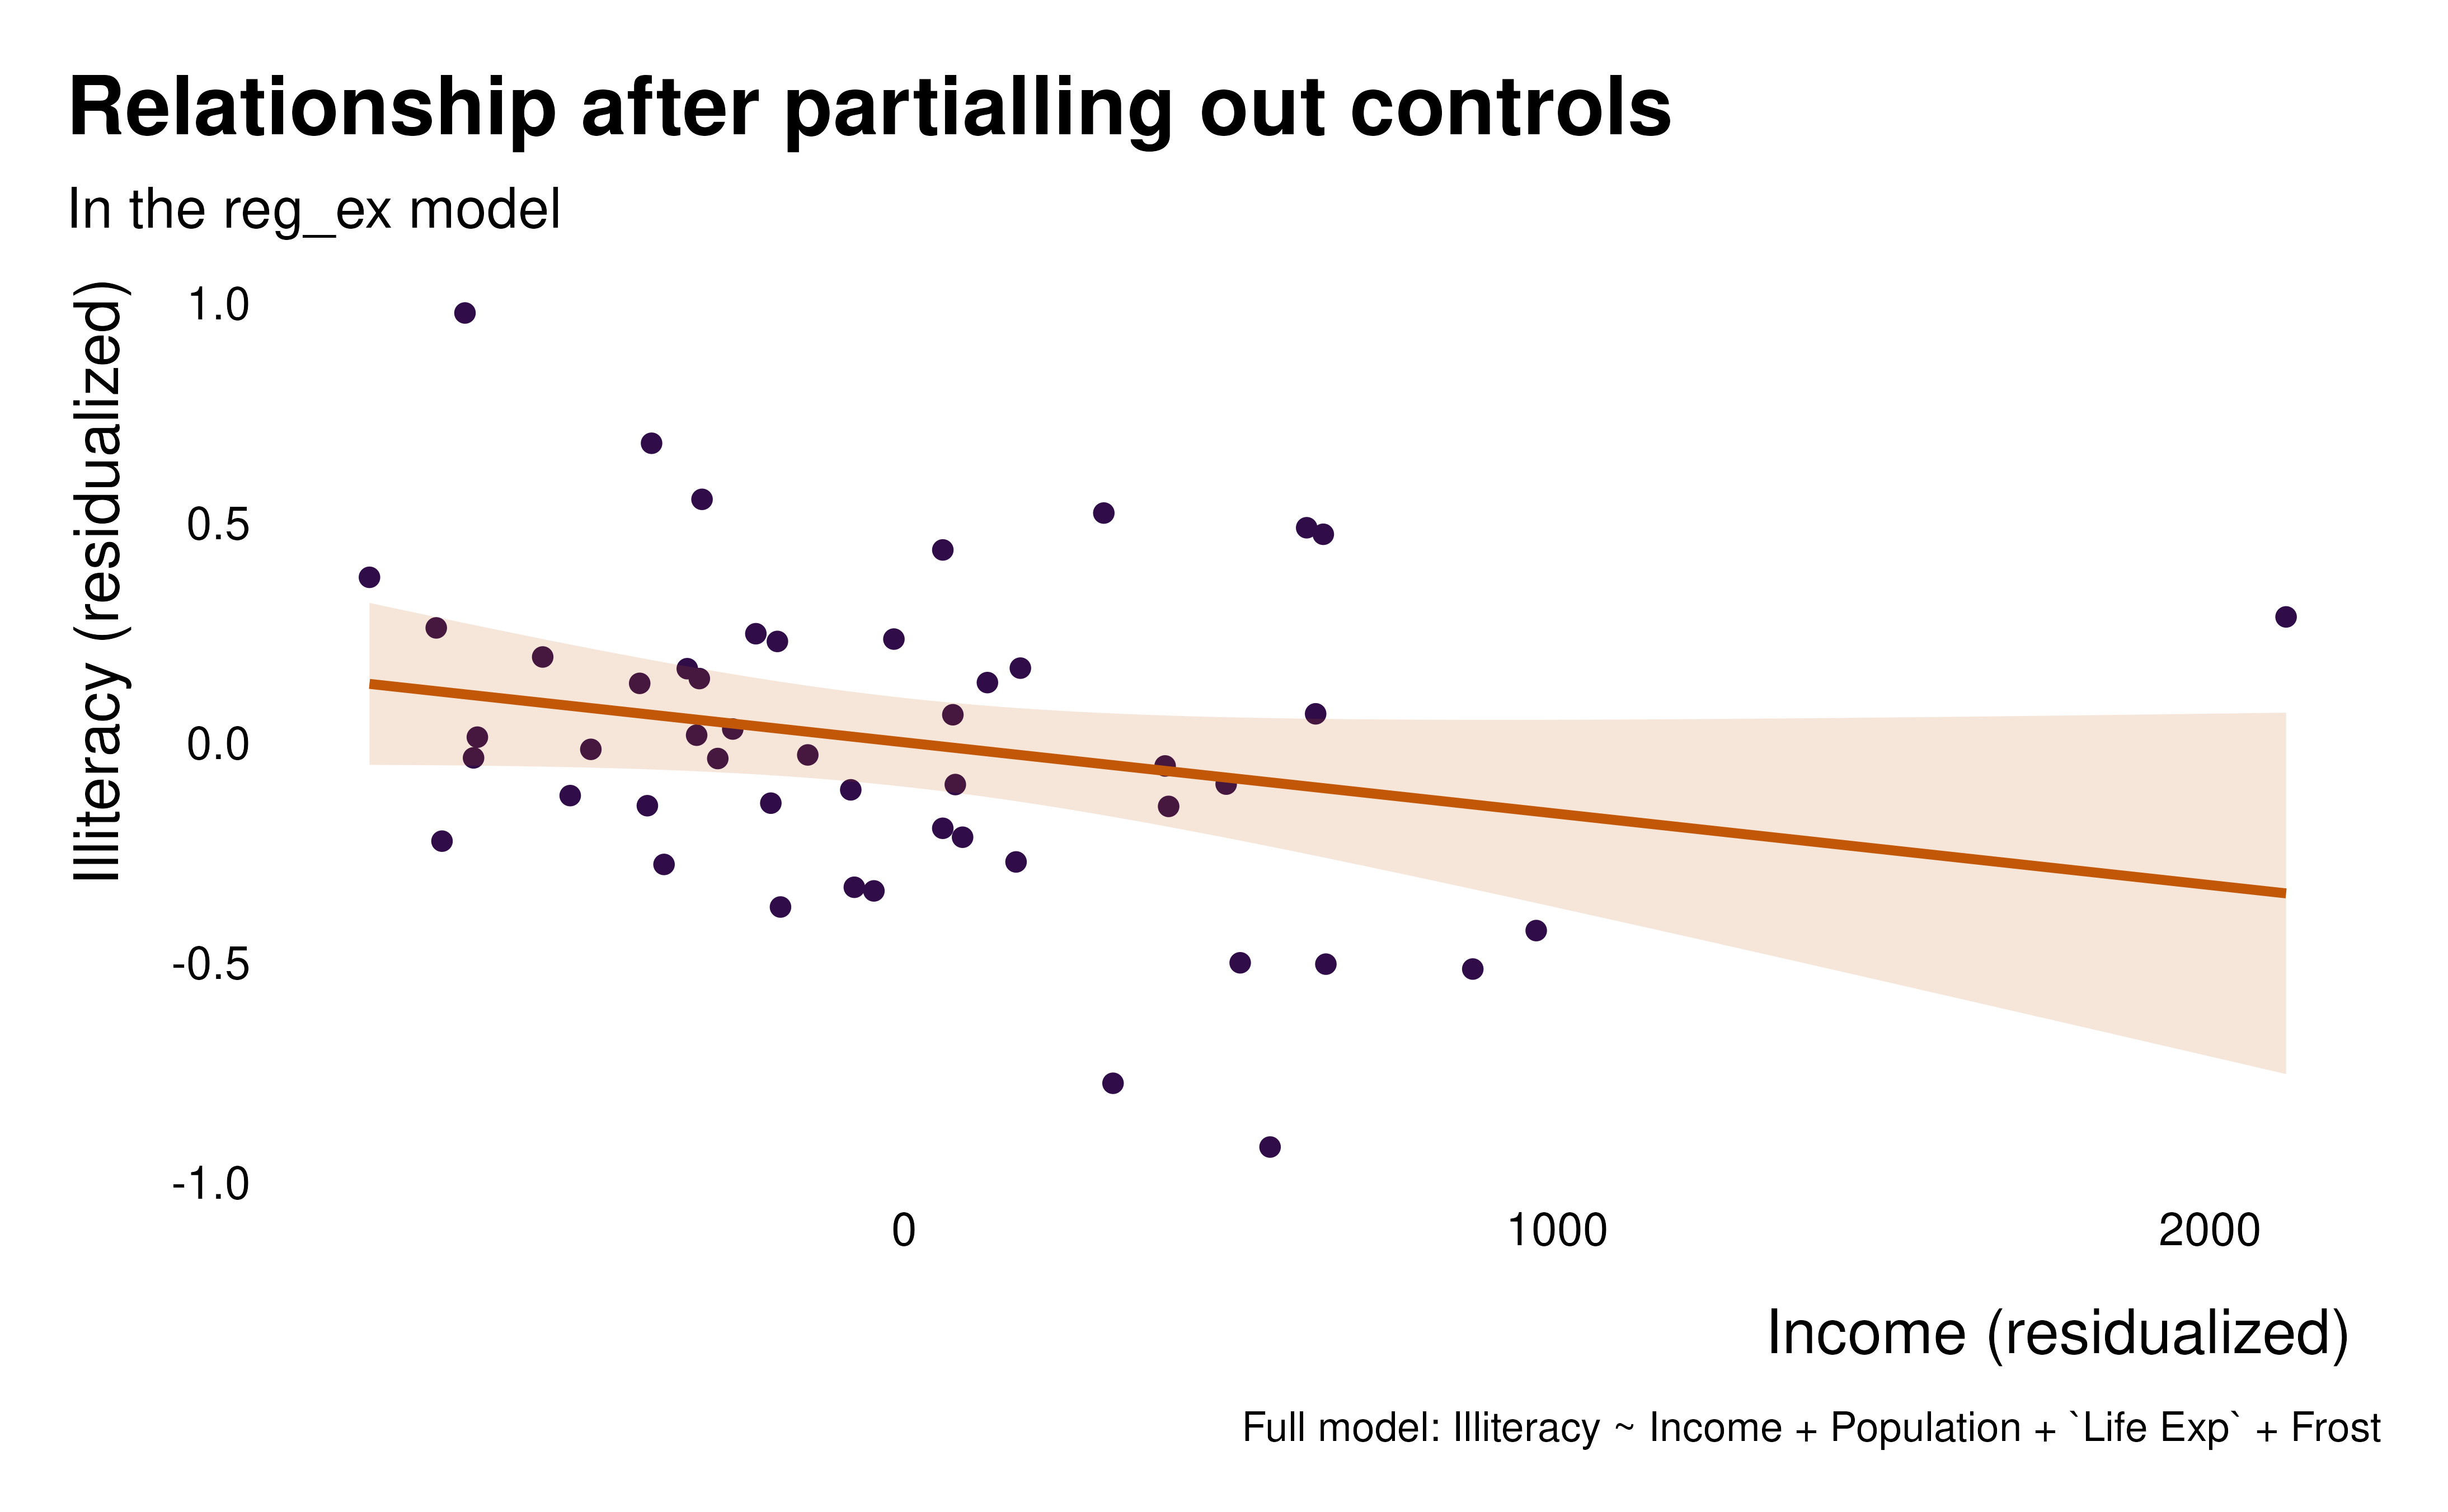 Relationship after partialling out controls
In the reg_ex model
Illiteracy (residualized)
1.0
0.5
0.0
-0.5
-1.0
0 1000 2000
Income (residualized)
Full model: Illiteracy ~ Income + Population + `Life Exp` + Frost